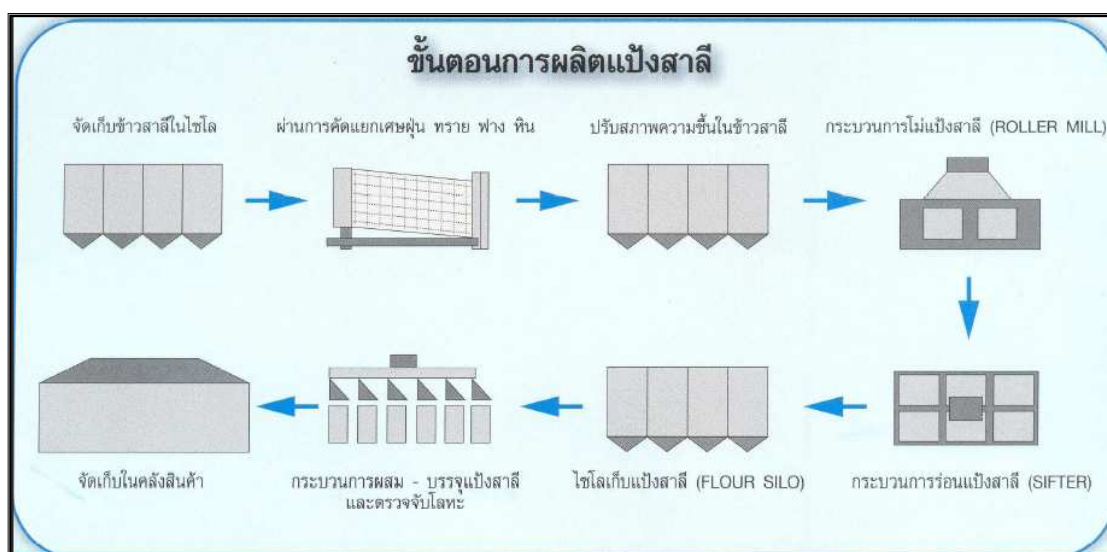 ขั้นตอนการผลิตแป้งสาลี
จัดเก็บข้าวสาลีในไซโล
ผ่านการคัดแยกเศษฝุ่น ทราย ฟาง หิน
ปรับสภาพความชื้นในข้าวสาลี
กระบวนการโม่แป้งสาลี (ROLLER MILL)
จัดเก็บในคลังสินค้า
กระบวนการผสม - บรรจุแป้งสาลี
และตรวจจับโลหะ
ไซโลเก็บแป้งสาลี (FLOUR SILO)
กระบวนการร่อนแป้งสาลี (SIFTER)